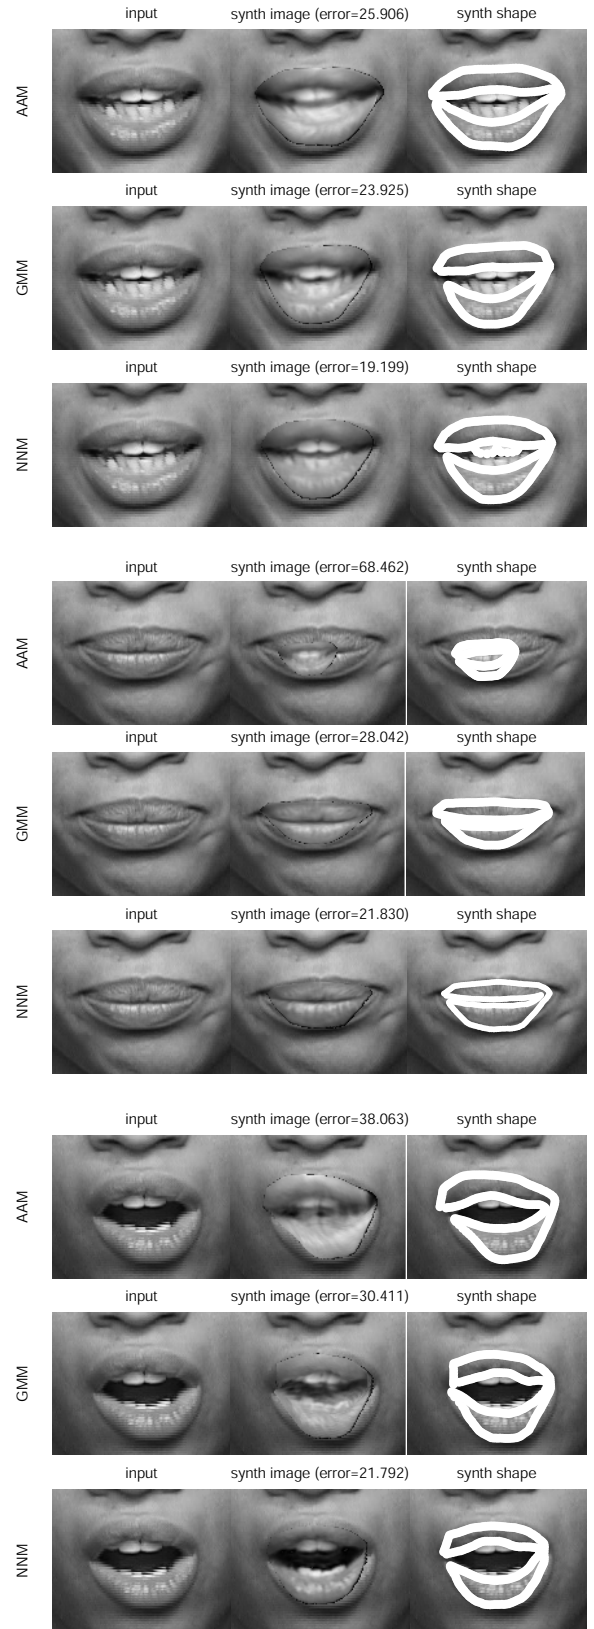 input synth image (error=25.906) synth shape
AAM
input synth image (error=23.925) synth shape
GMM
input synth image (error=19.199) synth shape
NNM
input synth image (error=68.462) synth shape
AAM
input synth image (error=28.042) synth shape
GMM
input synth image (error=21.830) synth shape
NNM
input synth image (error=38.063) synth shape
AAM
input synth image (error=30.411) synth shape
GMM
input synth image (error=21.792) synth shape
NNM